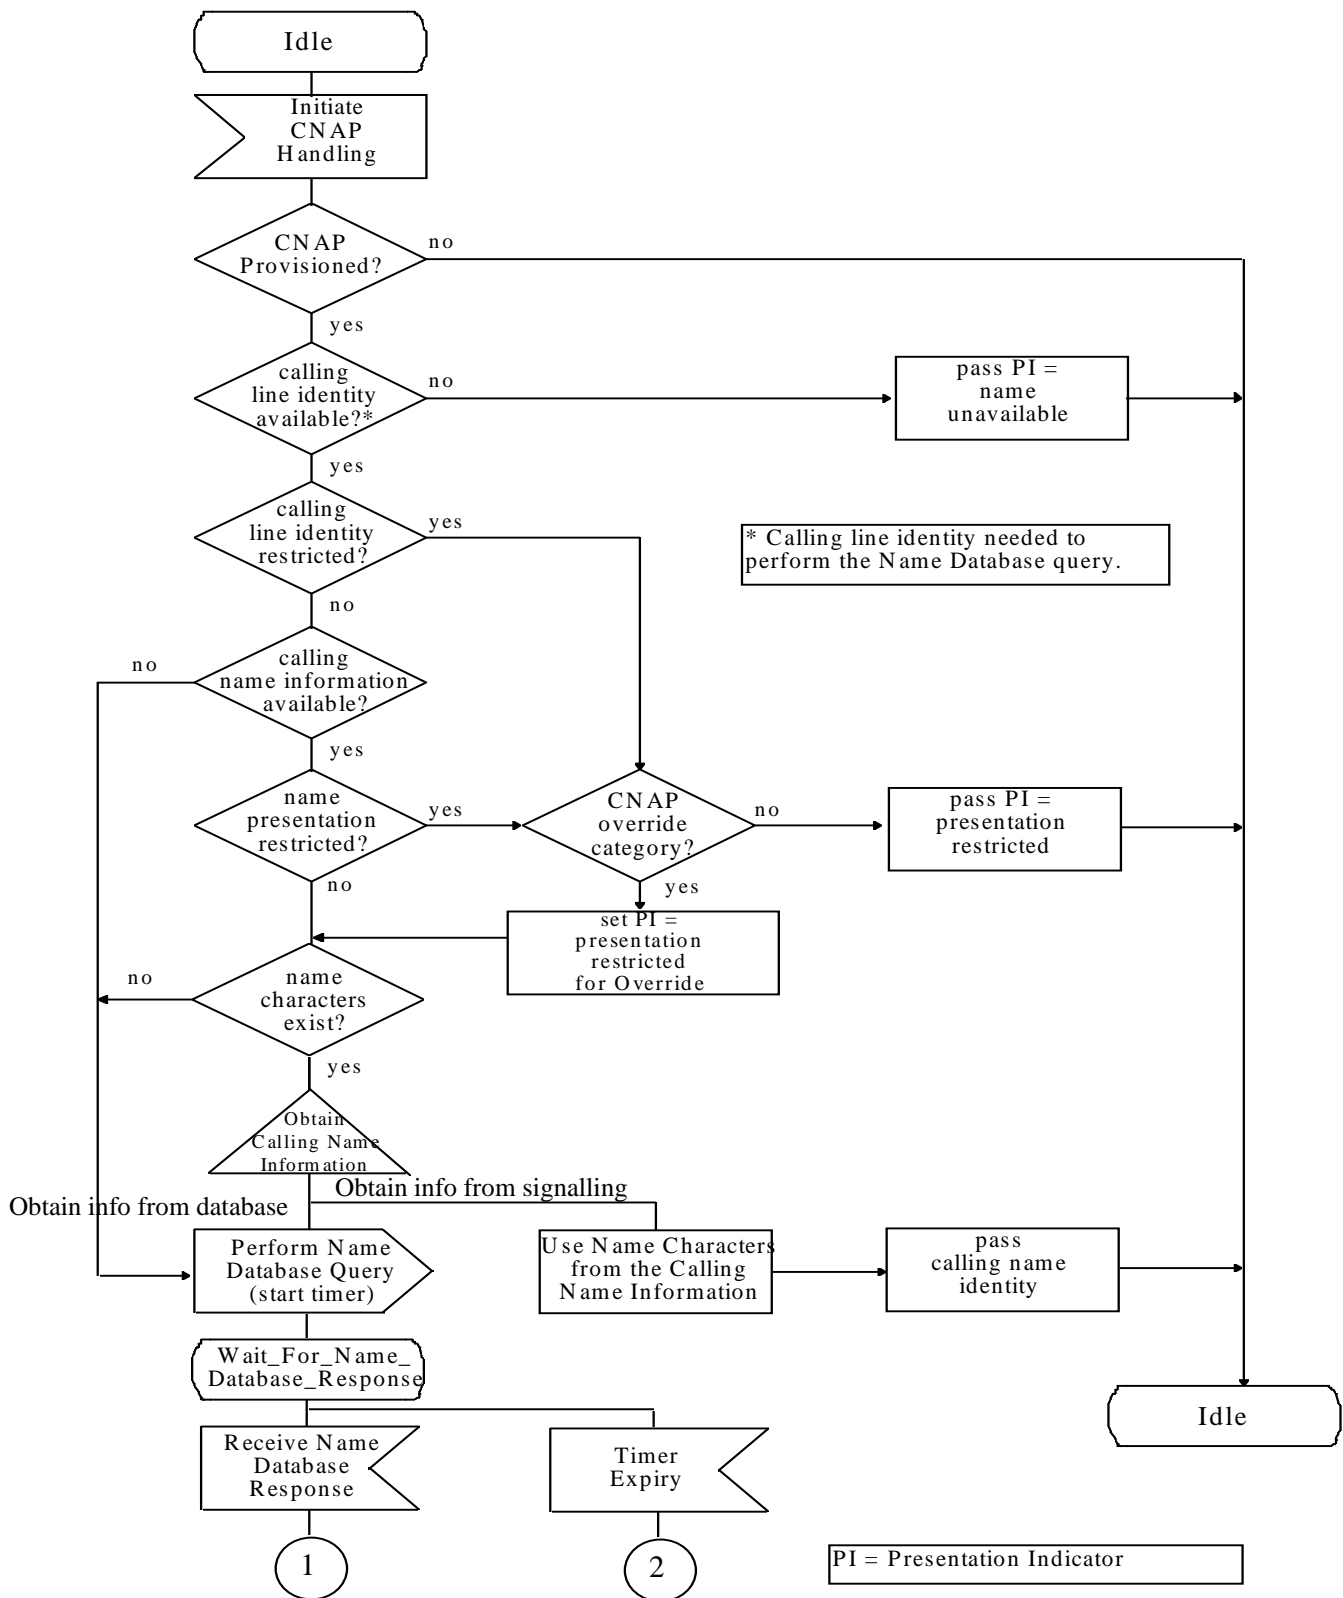 Idle
Initiate
CNAP
Handling
CNAP
Provisioned?
no
yes
calling
line identity
available?*
no
pass PI =
name
unavailable
yes
calling
line identity
restricted?
yes
* Calling line identity needed to
perform the Name Database query.
no
no
calling
name information
available?
yes
name
presentation
restricted?
yes
CNAP
override
category?
no
pass PI =
presentation
restricted
no
yes
set PI =
presentation
restricted
for Override
no
name
characters
exist?
yes
Obtain
Calling Name
Information
Obtain info from database
Obtain info from signalling
Perform Name
Database Query
(start timer)
Use Name Characters
from the Calling
Name Information
pass
calling name
identity
Wait_For_Name_
Database_Response
Idle
Receive Name
Database
Response
Timer
Expiry
1
2
PI = Presentation Indicator